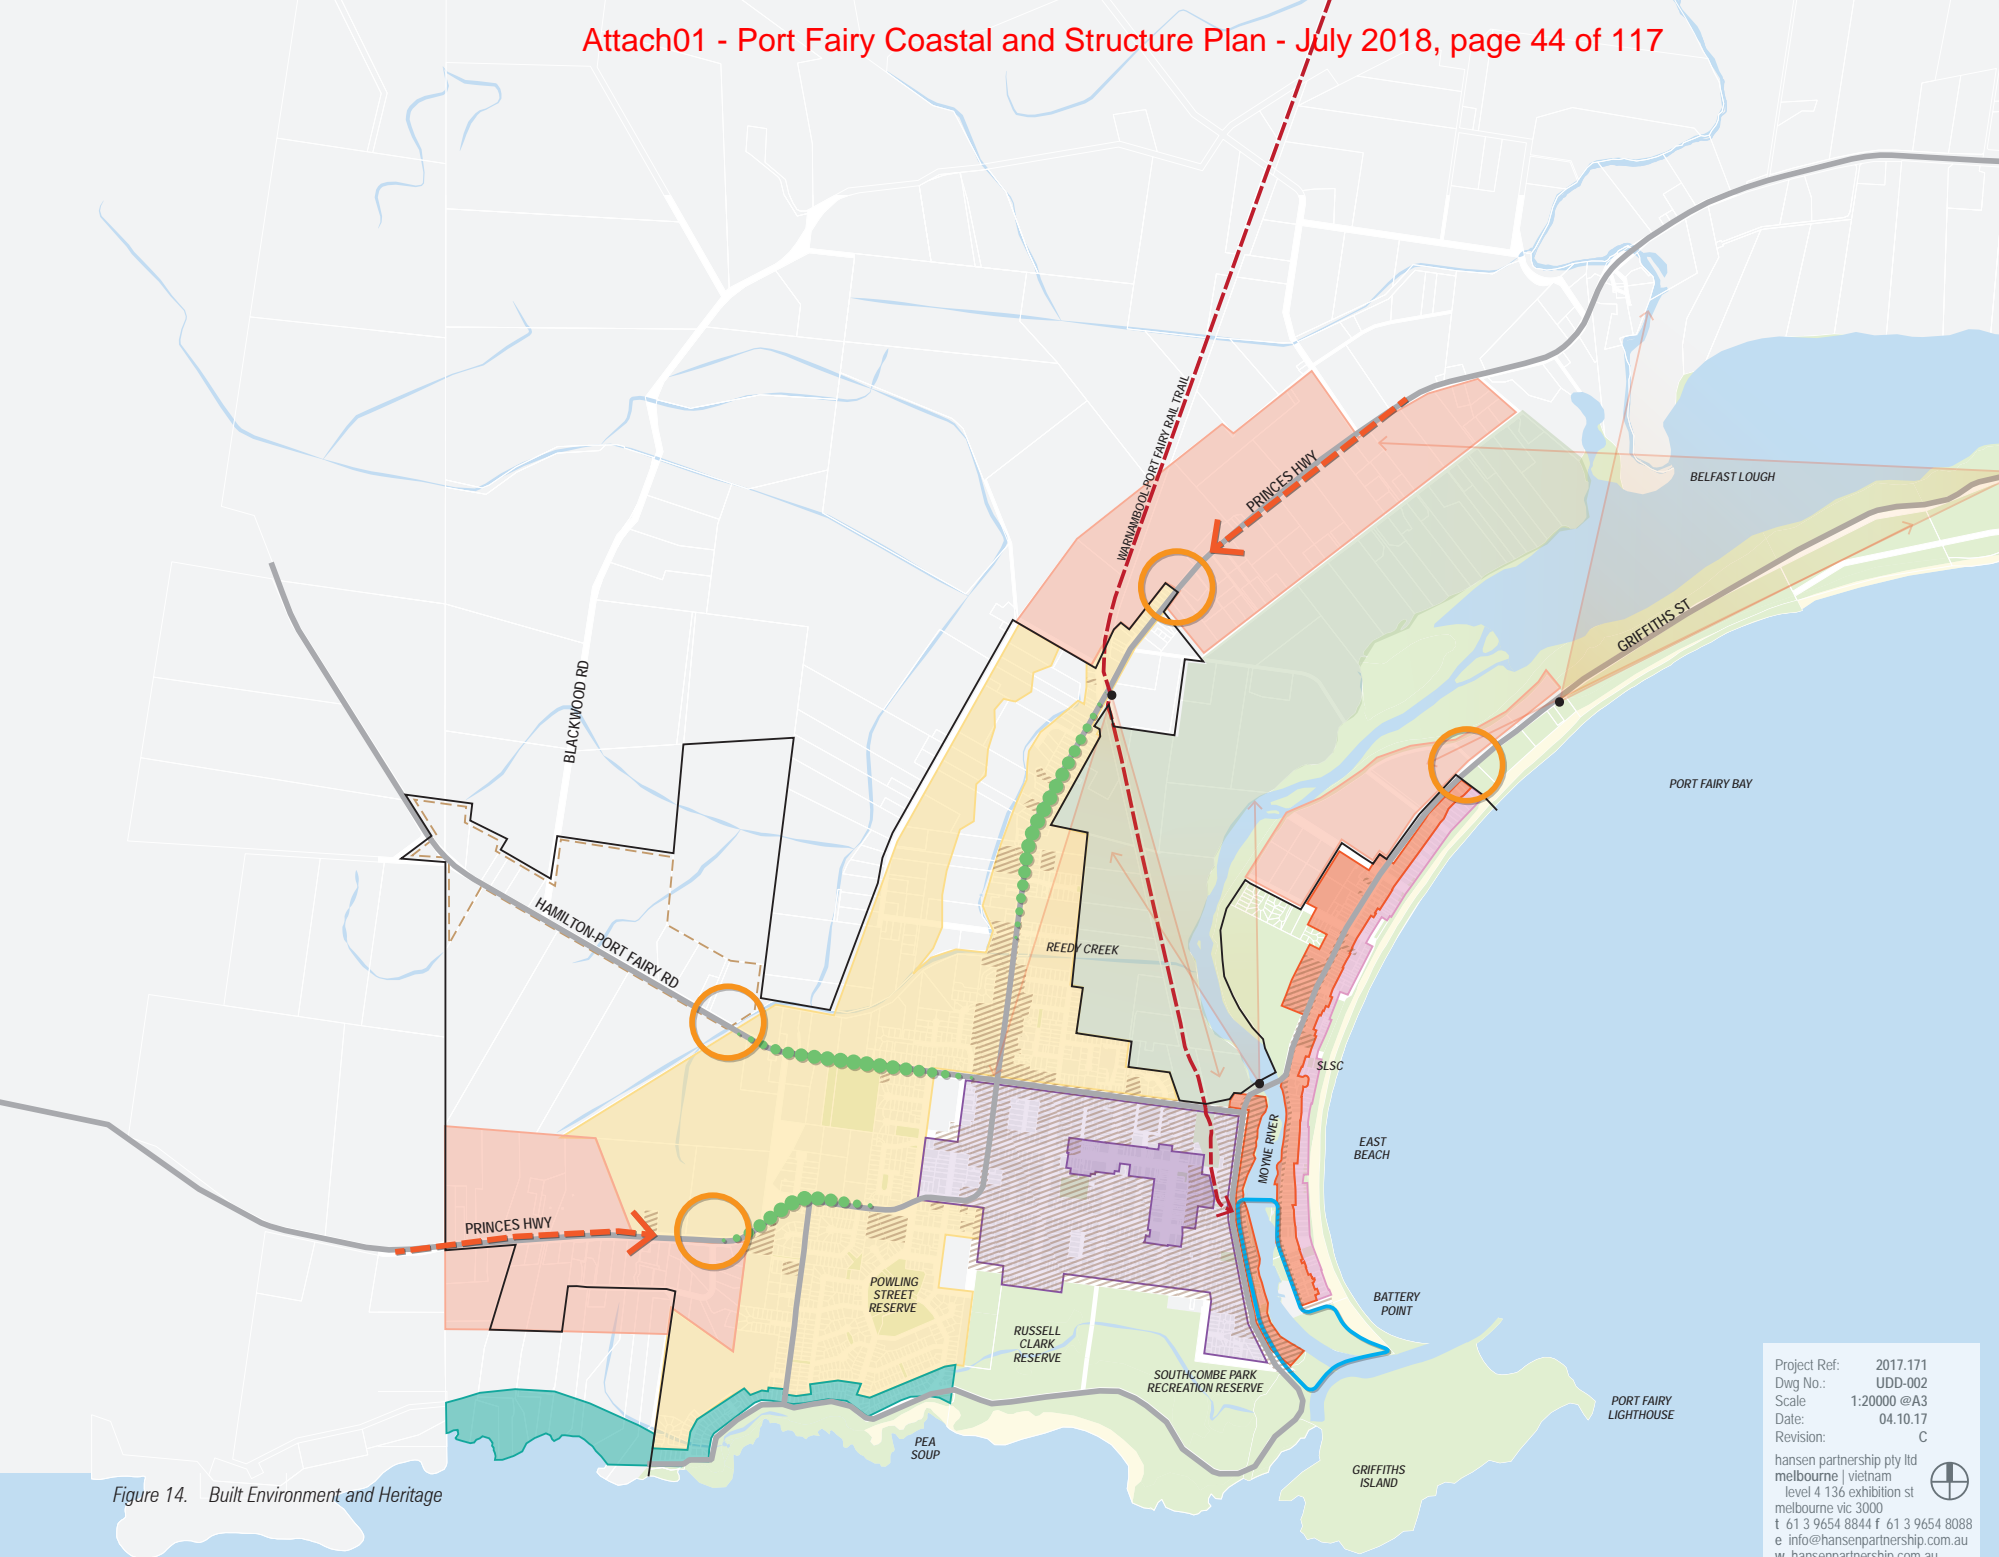 Attach01 - Port Fairy Coastal and Structure Plan - July 2018, page 44 of 117
WARNAMBOOL-PORT FAIRY RAIL TRAIL
PRINCES HWY
BELFAST LOUGH
GRIFFITHS ST
BLACKWOOD RD
PORT FAIRY BAY
HAMILTON-PORT FAIRY RD
REEDY CREEK
SLSC
MOYNE RIVER
EAST
BEACH
PRINCES HWY
POWLING
STREET
RESERVE
BATTERY
POINT
RUSSELL
CLARK
RESERVE
SOUTHCOMBE PARK
RECREATION RESERVE
PORT FAIRY
LIGHTHOUSE
PEA
SOUP
GRIFFITHS
ISLAND
Figure 14. Built Environment and Heritage
Project Ref: 2017.171
Dwg No.: UDD-002
Scale 1:20000 @A3
Date: 04.10.17
Revision: C
hansen partnership pty ltd
melbourne | vietnam
level 4 136 exhibition st
melbourne vic 3000
t 61 3 9654 8844 f 61 3 9654 8088
e info@hansenpartnership.com.au
w hansenpartnership.com.au